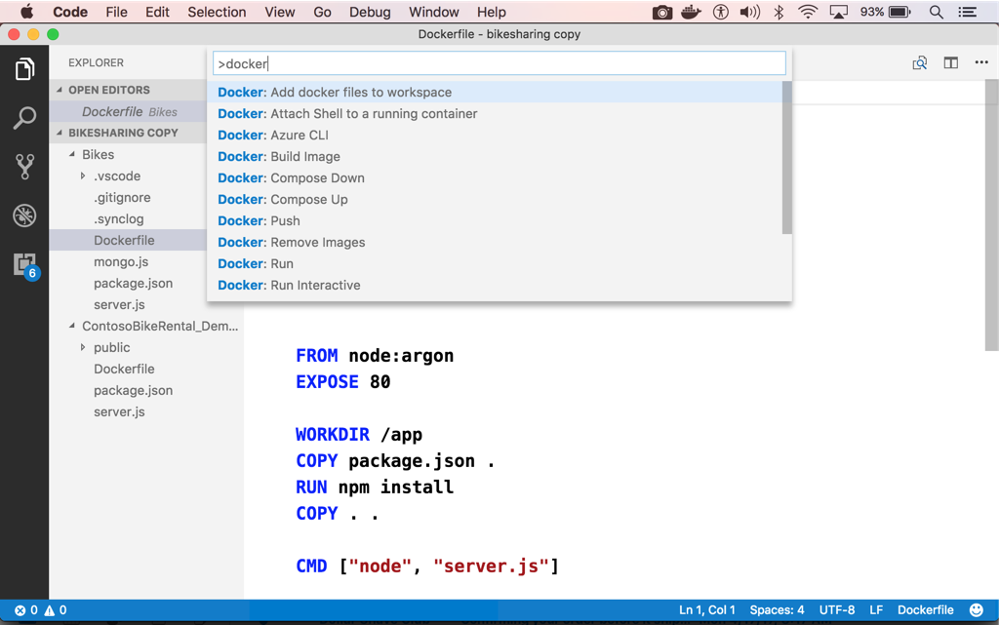 Code File Edit Selection View Go Debug Window Help 93%
Dockerfile - bikesharing copy
EXPLORER
OPEN EDITORS
Dockerfile Bikes
BIKESHARING COPY
Bikes
.vscode
.gitignore
.synclog
Dockerfile
mongo.js
package.json
server.js
ContosoBikeRental_Dem...
public
Dockerfile
package.json
server.js
6
>docker
Docker: Add docker files to workspace
Docker: Attach Shell to a running container
Docker: Azure CLI
Docker: Build Image
Docker: Compose Down
Docker: Compose Up
Docker: Push
Docker: Remove Images
Docker: Run
Docker: Run Interactive
FROM node:argon
EXPOSE 80
WORKDIR /app
COPY package.json .
RUN npm install
COPY . .
CMD ["node", "server.js"]
0 0 Ln 1, Col 1 Spaces: 4 UTF-8 LF Dockerfile